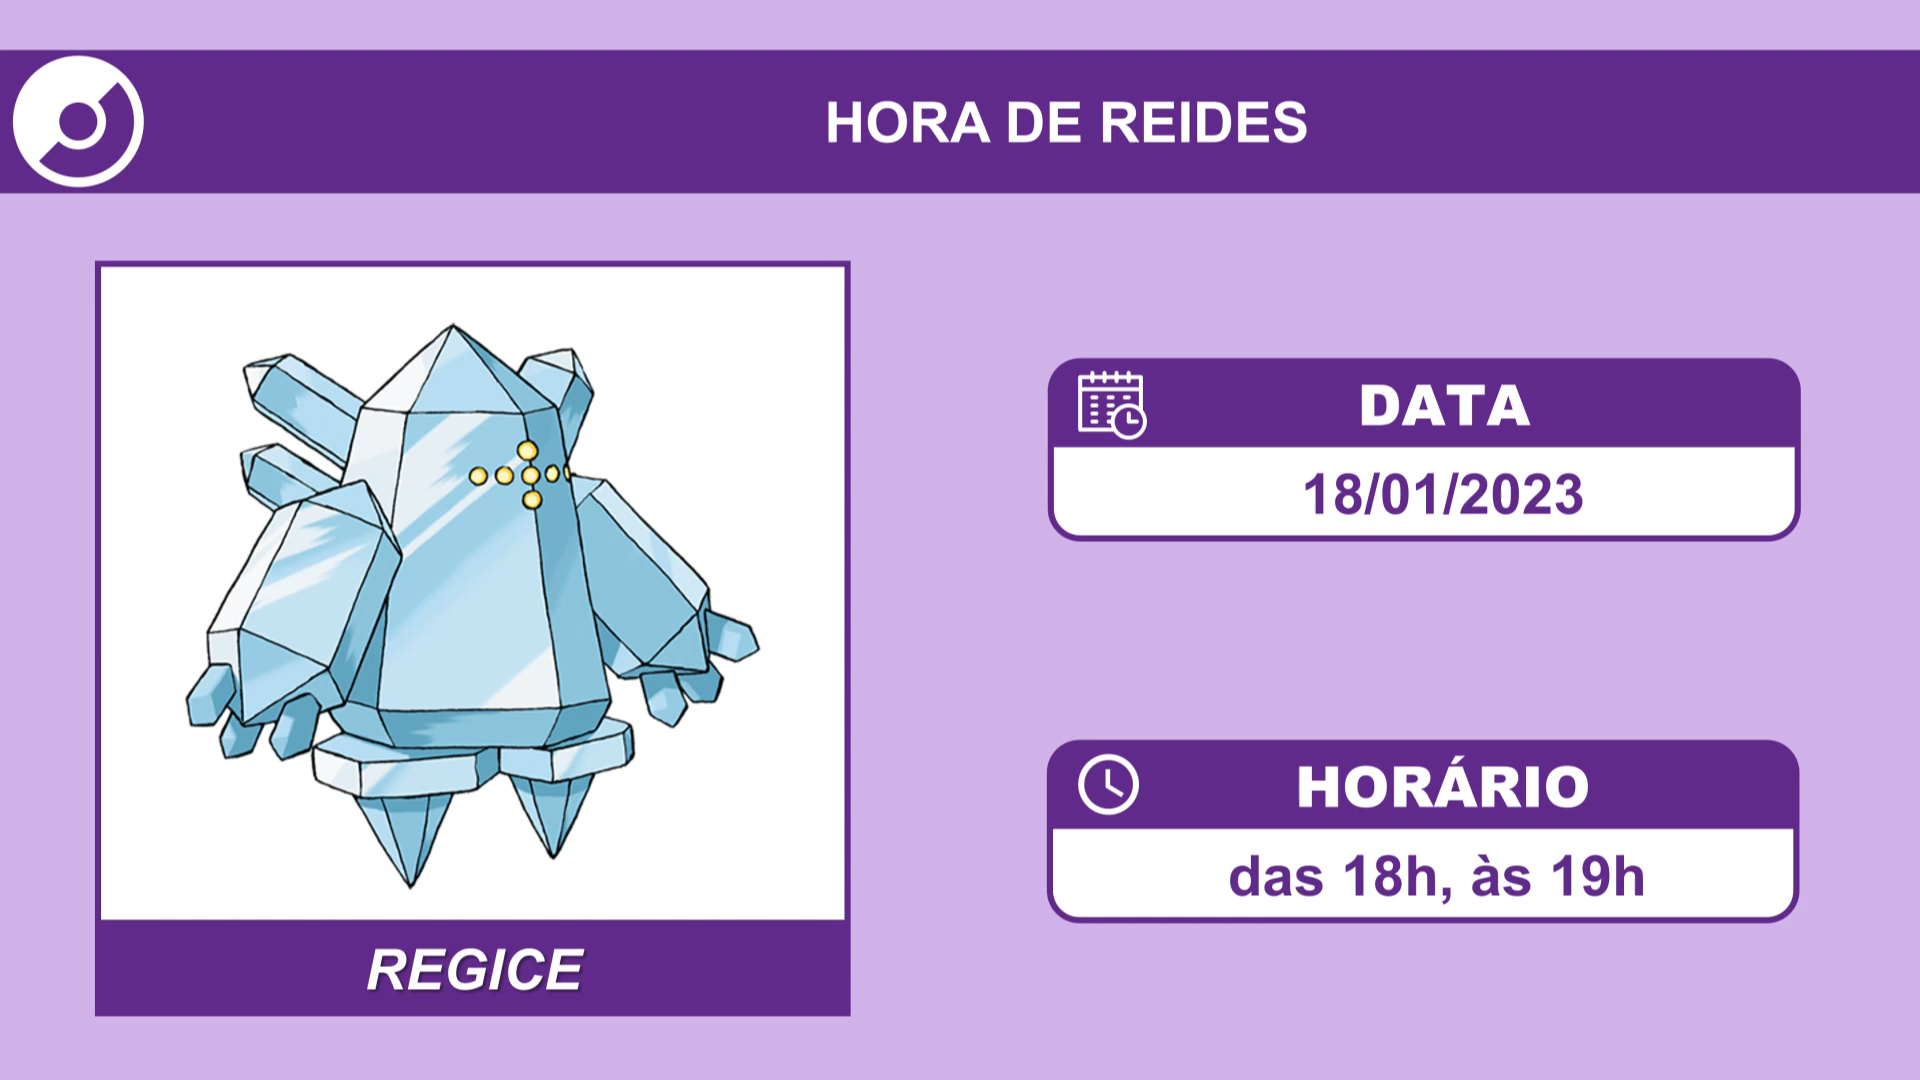 HORA DE REIDES
REGICE
DATA
18/01/2023
HORÁRIO
das 18h, às 19h